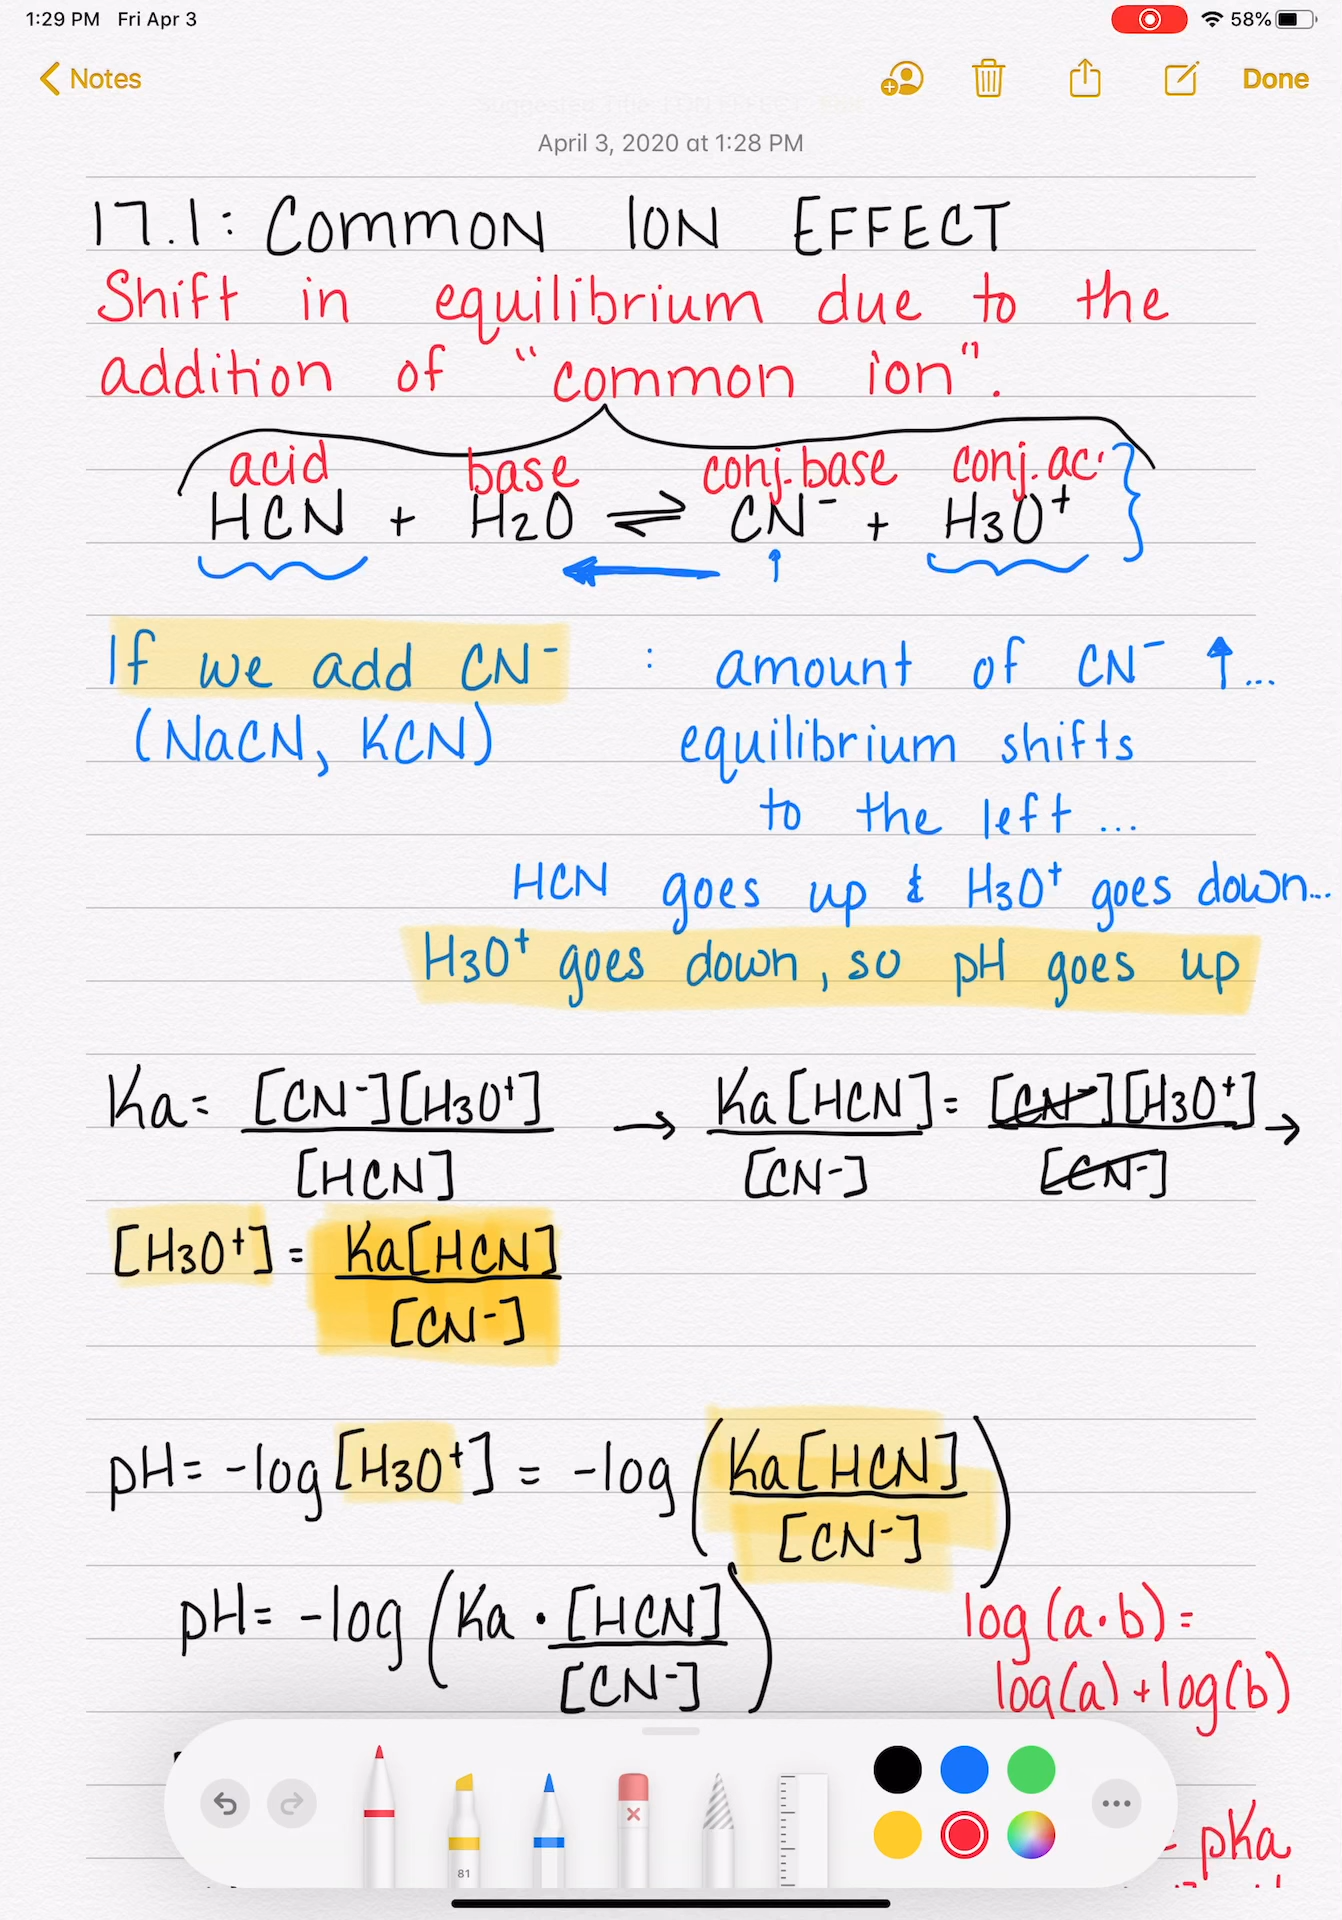 1:29 PM Fri Apr 3 58%
Notes Done
April 3, 2020 at 1:28 PM
17.1: COMMON ION EFFECT
Shift in equilibrium due to the
addition of "common ion".
acid base conj. base conj. ac.
HCN + H2O ⇌ CN⁻ + H3O⁺
← ↑
If we add CN⁻ : amount of CN⁻ ↑...
(NaCN, KCN) equilibrium shifts
to the left ...
HCN goes up & H3O⁺ goes down...
H3O⁺ goes down, so pH goes up
Ka = [CN⁻][H3O⁺] → Ka[HCN] = [CN⁻][H3O⁺] →
[HCN] [CN⁻] [CN⁻]
[H3O⁺] = Ka[HCN]
[CN⁻]
pH = -log[H3O⁺] = -log(Ka[HCN]
[CN⁻])
pH = -log(Ka · [HCN]
[CN⁻])
log(a·b) =
log(a) + log(b)
81
pKa